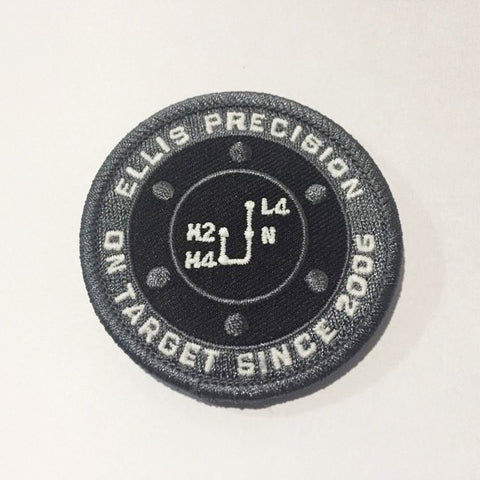 ELLIS PRECISION
L4
H2 N
H4
ON TARGET SINCE 2006